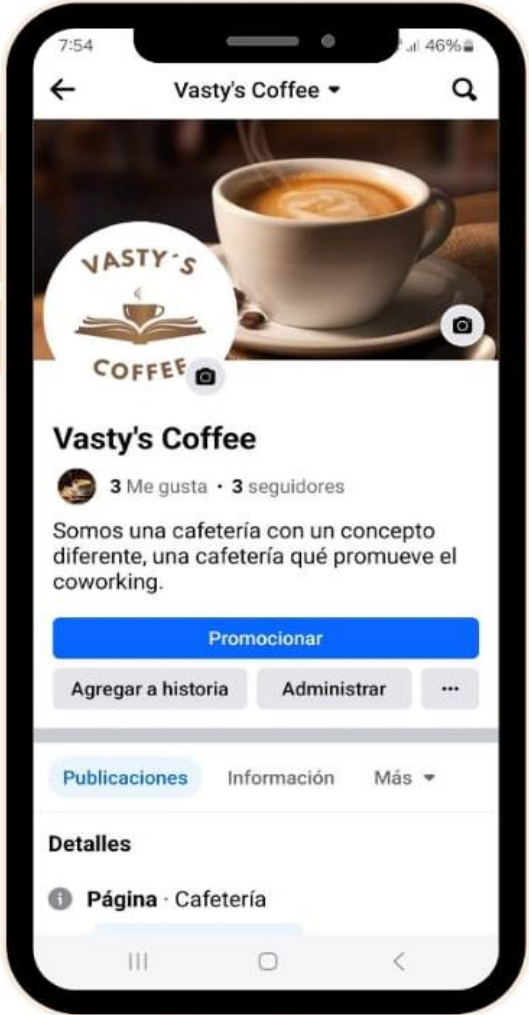 7:54
46%
Vasty's Coffee
VASTY´S
COFFEE
Vasty's Coffee
3 Me gusta · 3 seguidores
Somos una cafetería con un concepto
diferente, una cafetería qué promueve el
coworking.
Promocionar
Agregar a historia Administrar ...
Publicaciones Información Más
Detalles
Página · Cafetería